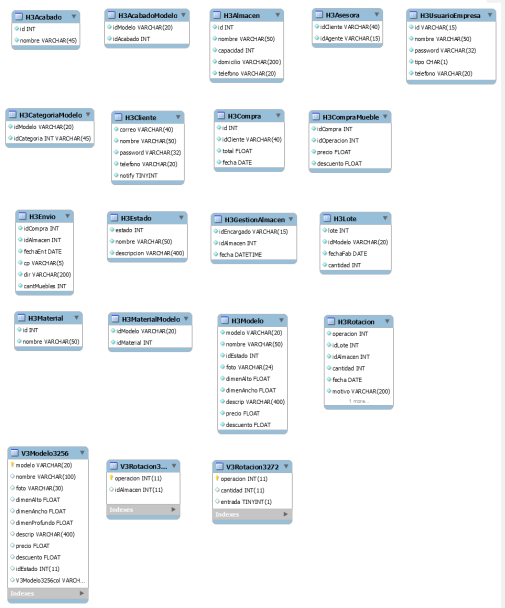 H3Acabado
id INT
nombre VARCHAR(45)
H3AcabadoModelo
idModelo VARCHAR(20)
idAcabado INT
H3Almacen
id INT
nombre VARCHAR(50)
capacidad INT
domicilio VARCHAR(200)
telefono VARCHAR(20)
H3Asesora
idCliente VARCHAR(40)
idAgente VARCHAR(15)
H3UsuarioEmpresa
id VARCHAR(15)
nombre VARCHAR(50)
password VARCHAR(32)
tipo CHAR(1)
telefono VARCHAR(20)
H3CategoriaModelo
idModelo VARCHAR(20)
idCategoria INT VARCHAR(45)
H3Cliente
correo VARCHAR(40)
nombre VARCHAR(50)
password VARCHAR(32)
telefono VARCHAR(20)
notify TINYINT
H3Compra
id INT
idCliente VARCHAR(40)
total FLOAT
fecha DATE
H3CompraMueble
idCompra INT
idOperacion INT
precio FLOAT
descuento FLOAT
H3Envio
idCompra INT
idAlmacen INT
fechaEnt DATE
cp VARCHAR(5)
dir VARCHAR(200)
cantMuebles INT
H3Estado
estado INT
nombre VARCHAR(50)
descripcion VARCHAR(400)
H3GestionAlmacen
idEncargado VARCHAR(15)
idAlmacen INT
fecha DATETIME
H3Lote
lote INT
idModelo VARCHAR(20)
fechaFab DATE
cantidad INT
H3Material
id INT
nombre VARCHAR(50)
H3MaterialModelo
idModelo VARCHAR(20)
idMaterial INT
H3Modelo
modelo VARCHAR(20)
nombre VARCHAR(50)
idEstado INT
foto VARCHAR(24)
dimenAlto FLOAT
dimenAncho FLOAT
descrip VARCHAR(400)
precio FLOAT
descuento FLOAT
H3Rotacion
operacion INT
idLote INT
idAlmacen INT
cantidad INT
fecha DATE
motivo VARCHAR(200)
1 more...
V3Modelo3256
modelo VARCHAR(20)
nombre VARCHAR(100)
foto VARCHAR(30)
dimenAlto FLOAT
dimenAncho FLOAT
dimenProfundo FLOAT
descrip VARCHAR(400)
precio FLOAT
descuento FLOAT
idEstado INT(11)
V3Modelo3256col VARCH...
Indexes
V3Rotacion3...
operacion INT(11)
idAlmacen INT(11)
Indexes
V3Rotacion3272
operacion INT(11)
cantidad INT(11)
entrada TINYINT(1)
Indexes